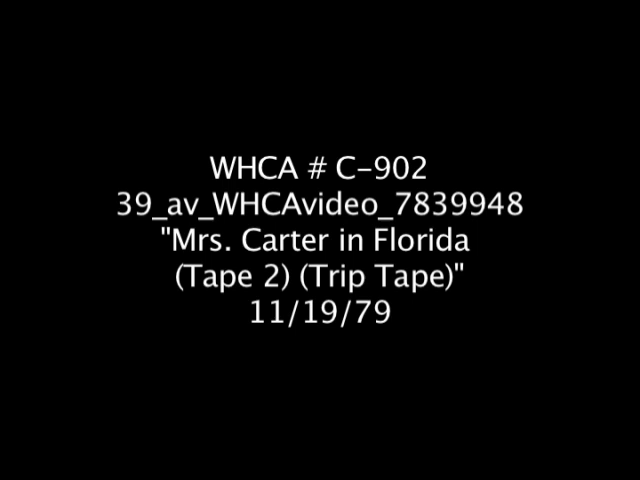 WHCA # C-902
39_av_WHCAvideo_7839948
"Mrs. Carter in Florida
(Tape 2) (Trip Tape)"
11/19/79